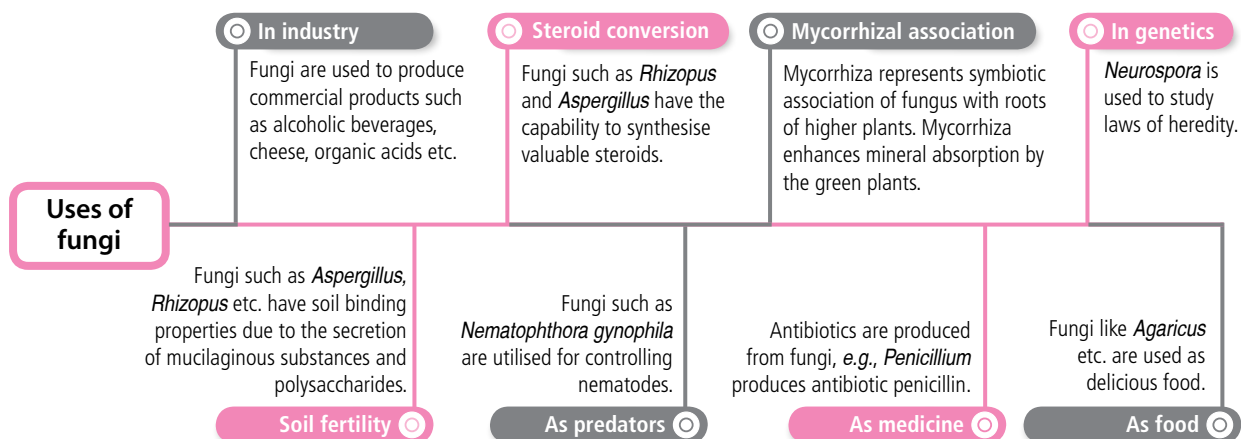 In industry
Fungi are used to produce
commercial products such
as alcoholic beverages,
cheese, organic acids etc.
Steroid conversion
Fungi such as Rhizopus
and Aspergillus have the
capability to synthesise
valuable steroids.
Mycorrhizal association
Mycorrhiza represents symbiotic
association of fungus with roots
of higher plants. Mycorrhiza
enhances mineral absorption by
the green plants.
In genetics
Neurospora is
used to study
laws of heredity.
Uses of
fungi
Fungi such as Aspergillus,
Rhizopus etc. have soil binding
properties due to the secretion
of mucilaginous substances and
polysaccharides.
Soil fertility
Fungi such as
Nematophthora gynophila
are utilised for controlling
nematodes.
As predators
Antibiotics are produced
from fungi, e.g., Penicillium
produces antibiotic penicillin.
As medicine
Fungi like Agaricus
etc. are used as
delicious food.
As food